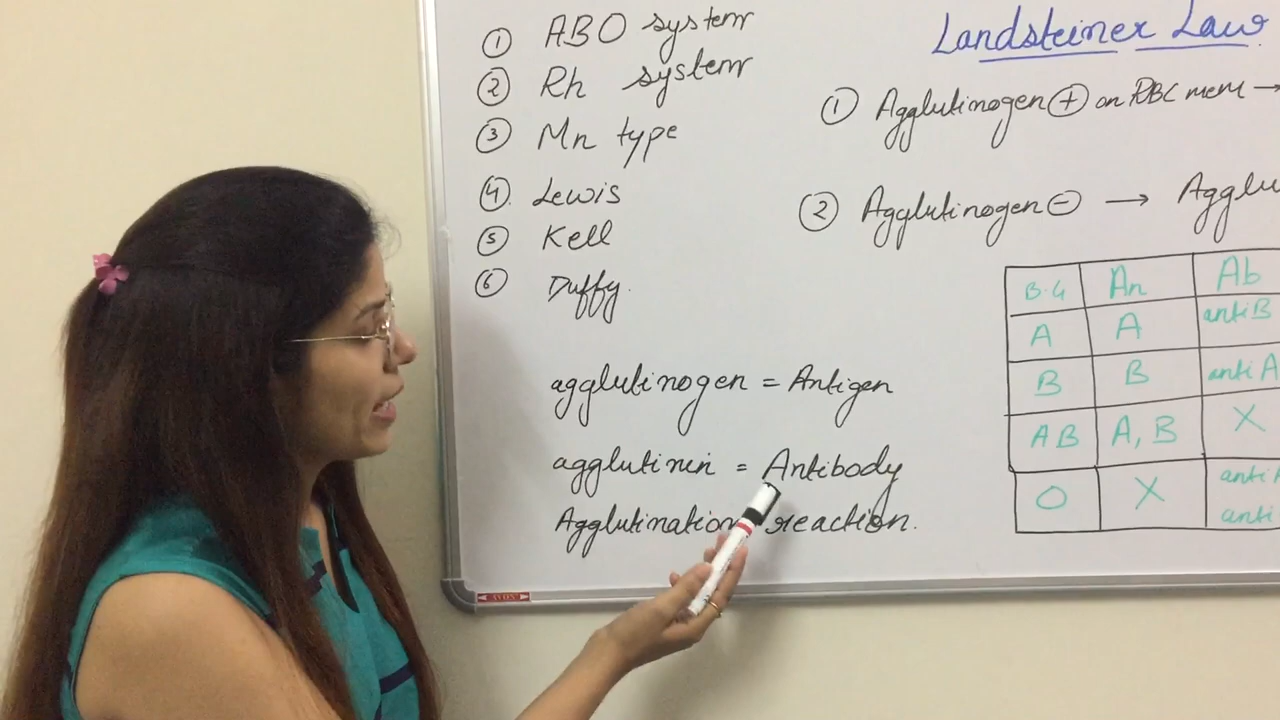 ① ABO system
② Rh system
③ Mn type
④. Lewis
⑤ Kell
⑥ Duffy.
agglutinogen = Antigen
agglutinin = Antibody
Agglutination reaction.
Landsteiner Law
① Agglutinogen ⊕ on RBC mem →
② Agglutinogen ⊖ → Agglu
B.G An Ab
A A anti B
B B anti A
AB A, B X
O X anti A
anti